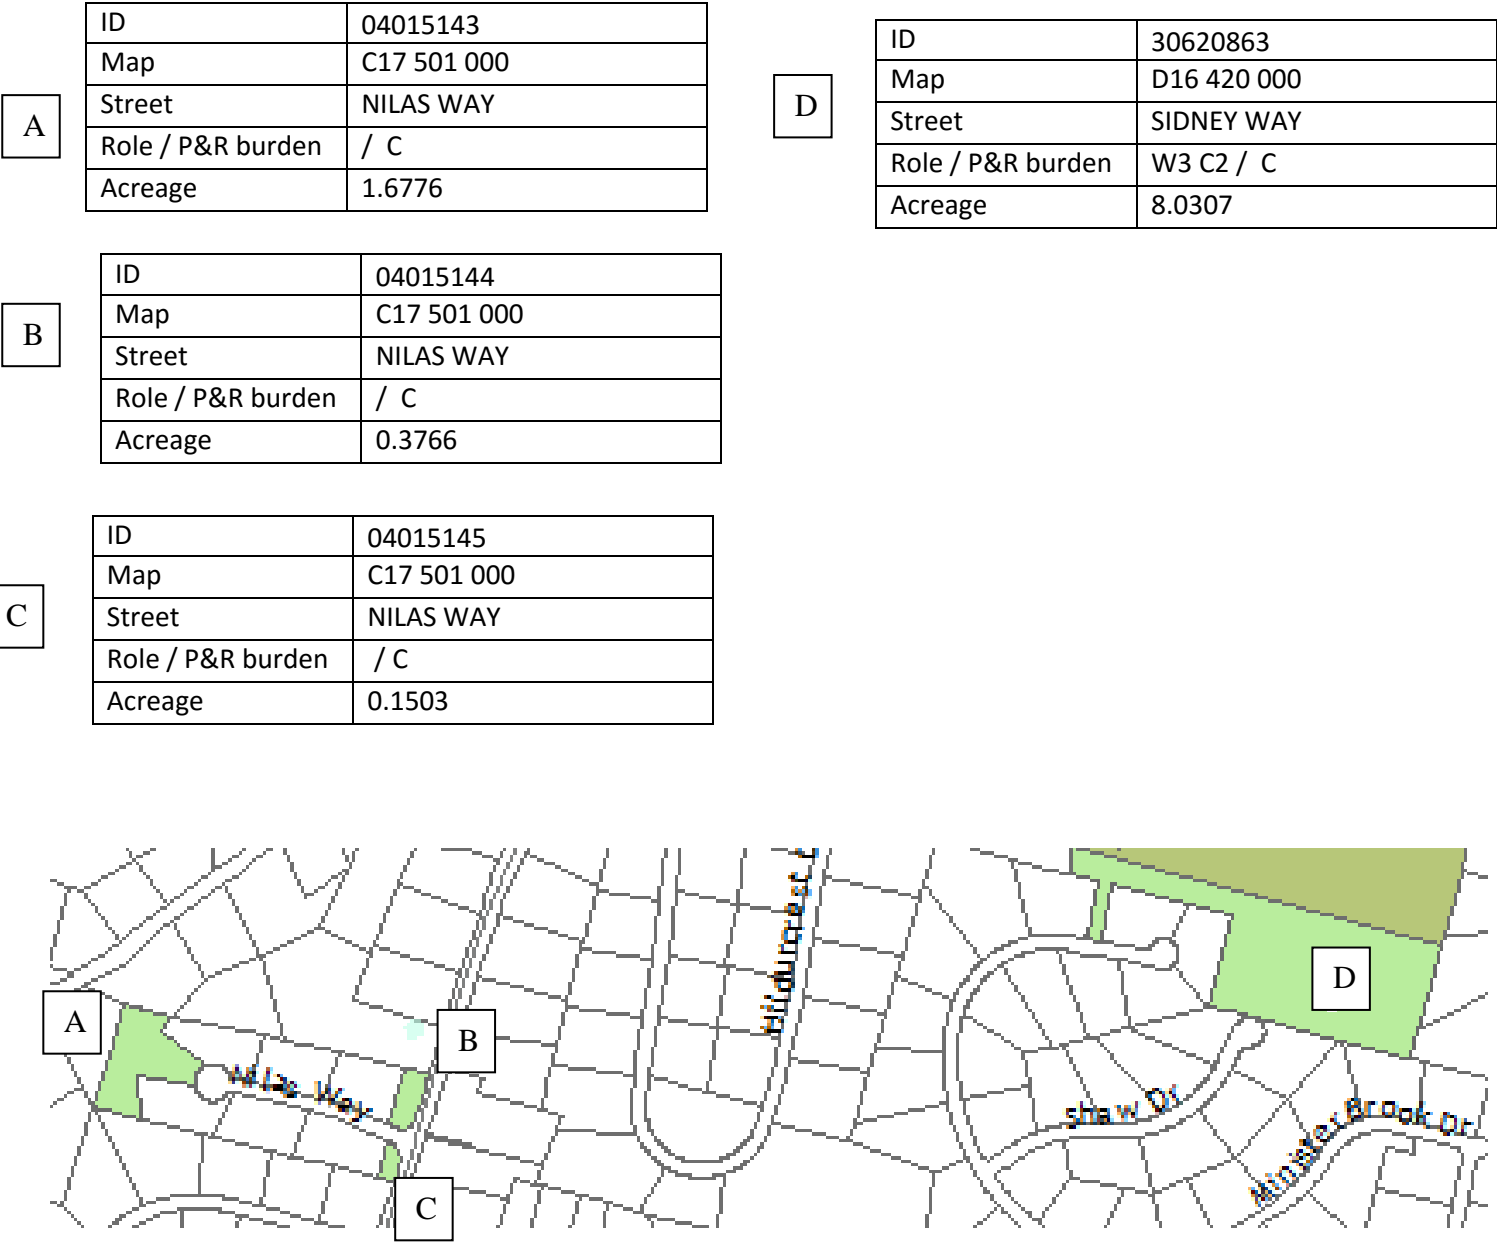 A
ID 04015143
Map C17 501 000
Street NILAS WAY
Role / P&R burden / C
Acreage 1.6776
D
ID 30620863
Map D16 420 000
Street SIDNEY WAY
Role / P&R burden W3 C2 / C
Acreage 8.0307
B
ID 04015144
Map C17 501 000
Street NILAS WAY
Role / P&R burden / C
Acreage 0.3766
C
ID 04015145
Map C17 501 000
Street NILAS WAY
Role / P&R burden / C
Acreage 0.1503
Hildurcrest
D
A
B
Nilas Way
Shaw Dr
Minister Brook Dr
C